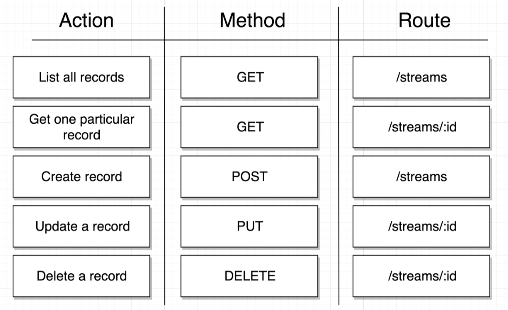 Action Method Route
List all records GET /streams
Get one particular
record GET /streams/:id
Create record POST /streams
Update a record PUT /streams/:id
Delete a record DELETE /streams/:id